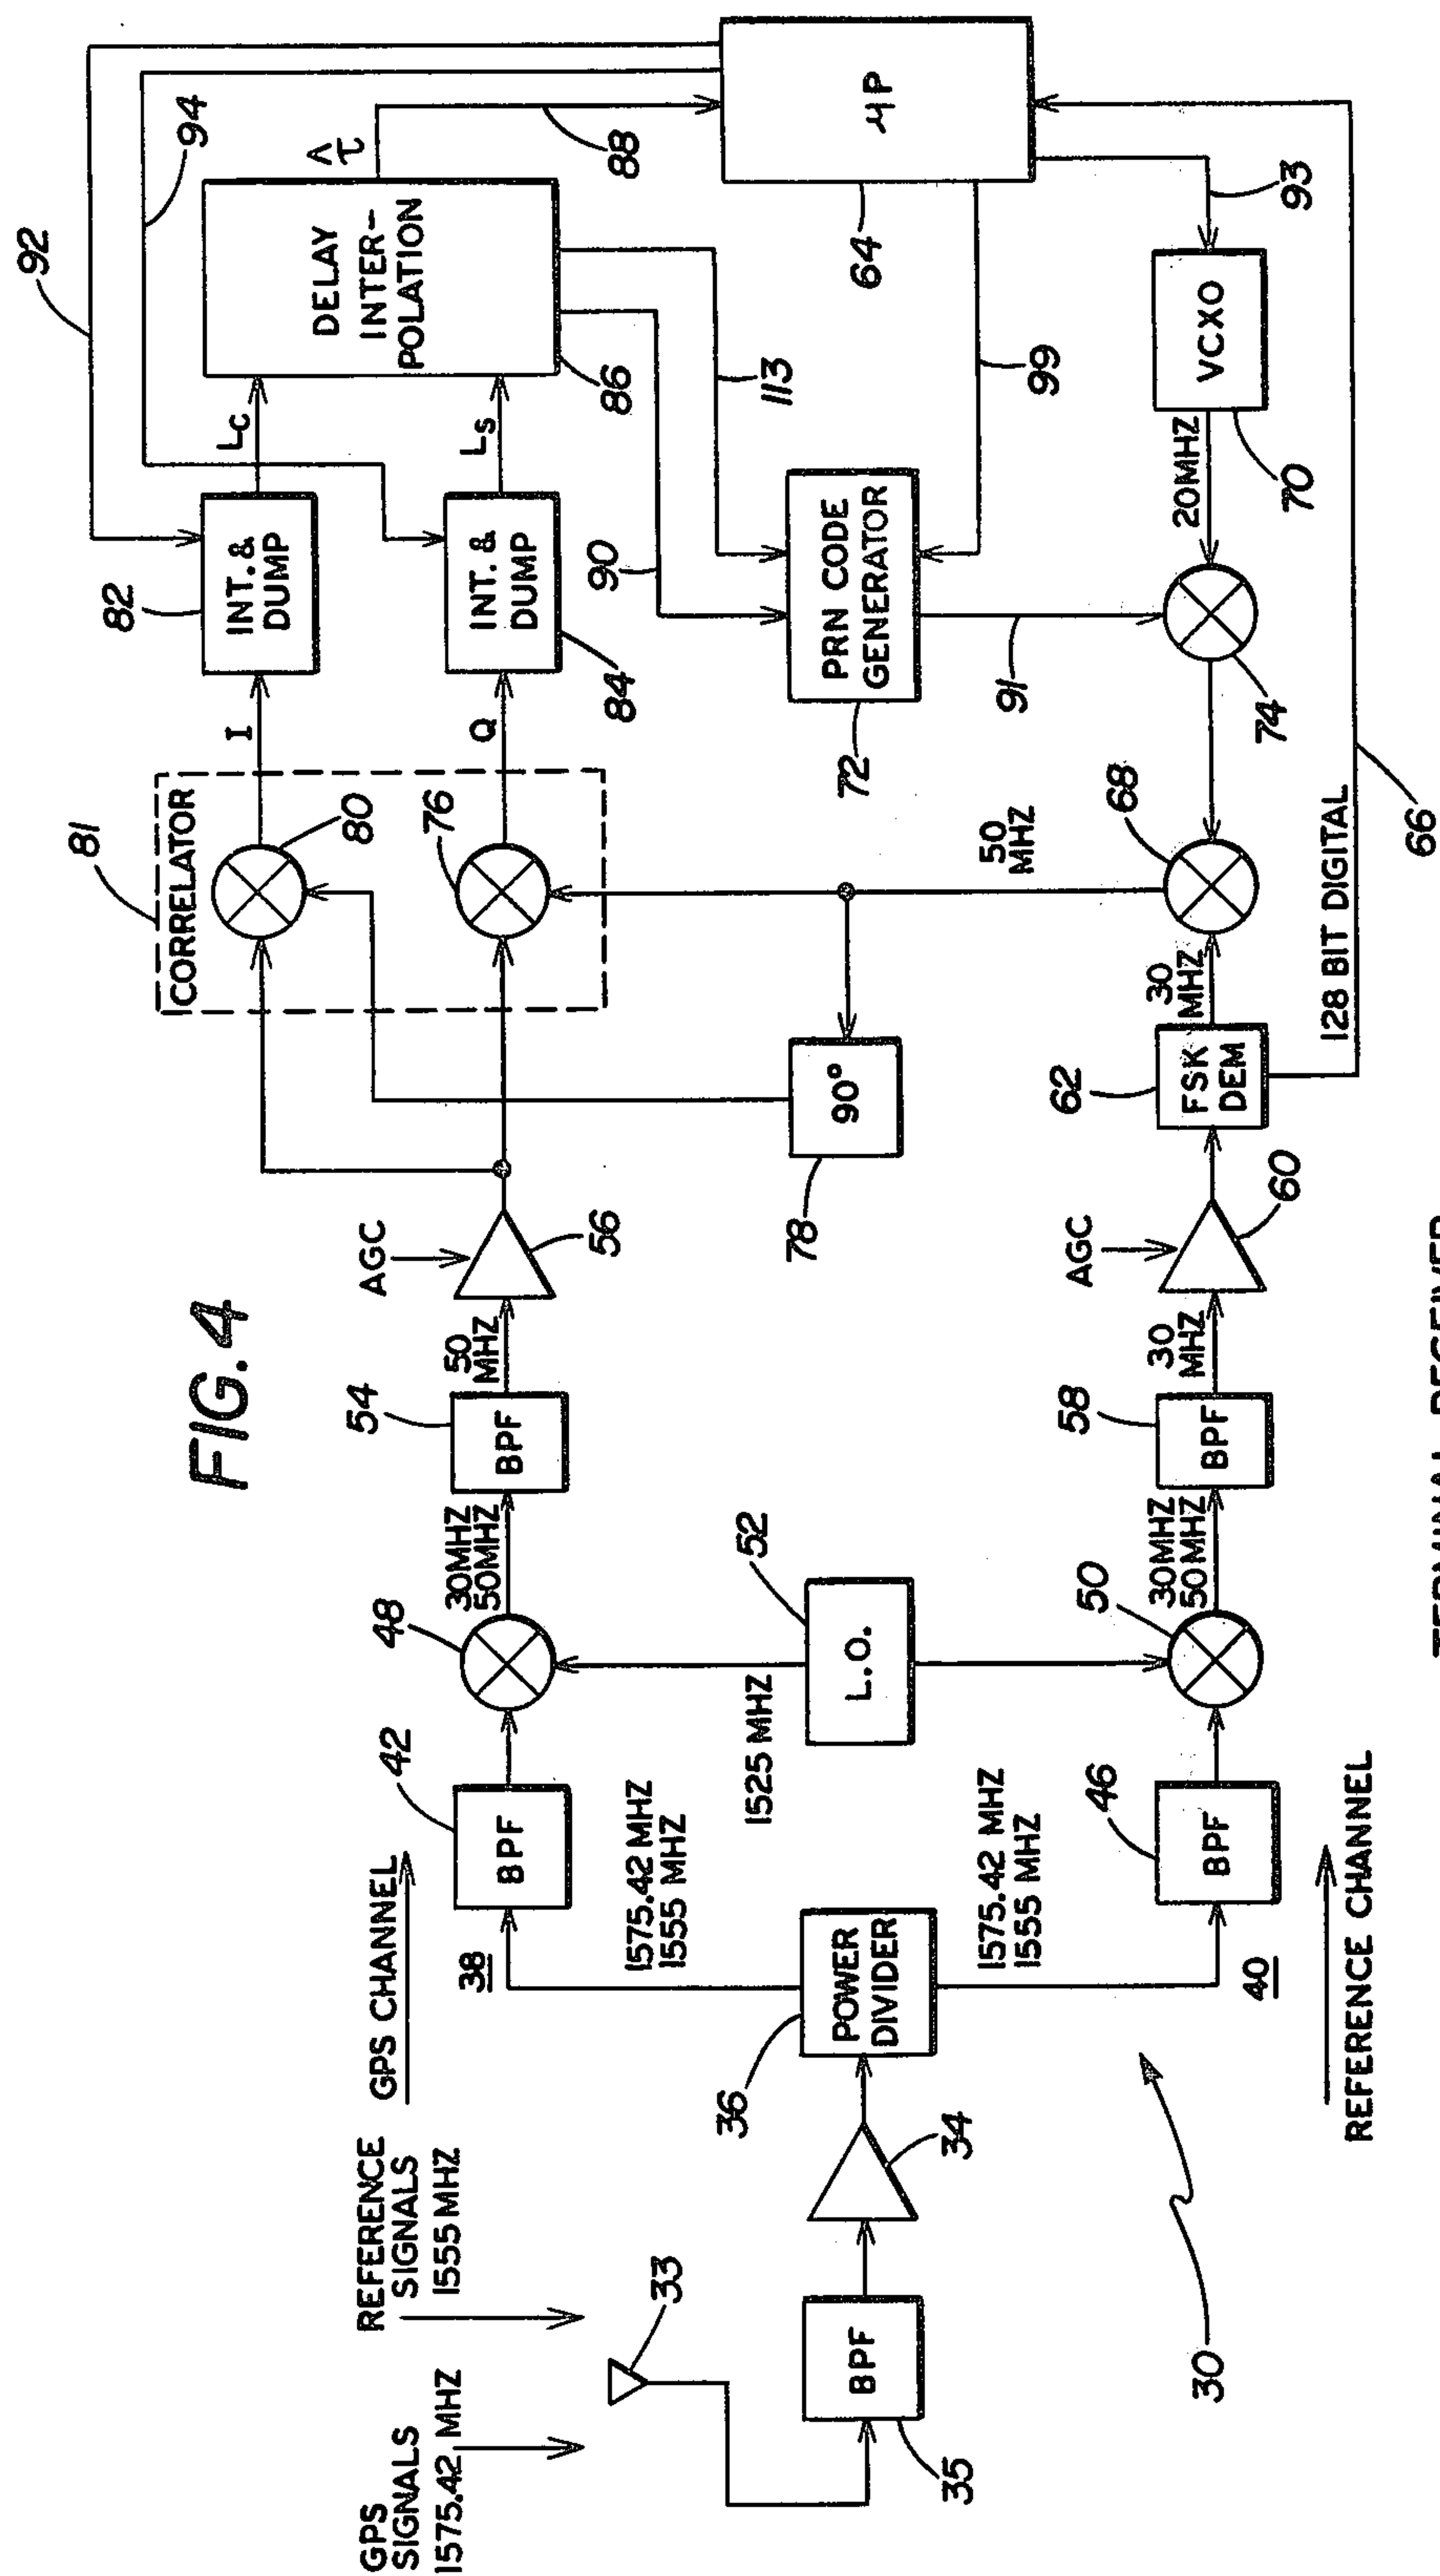 FIG. 4
GPS
SIGNALS
1575.42 MHZ
REFERENCE
SIGNALS
1555 MHZ
33
BPF
35
34
30
GPS CHANNEL
38
POWER
DIVIDER
36
1575.42 MHZ
1555 MHZ
1575.42 MHZ
1555 MHZ
40
REFERENCE CHANNEL
BPF
42
BPF
46
48
L.O.
52
1525 MHZ
50
30MHZ
50MHZ
30MHZ
50MHZ
BPF
54
BPF
58
50
MHZ
30
MHZ
AGC
56
AGC
60
90°
78
FSK
DEM
62
30
MHZ
128 BIT DIGITAL
66
CORRELATOR
81
80
76
50
MHZ
68
I
Q
INT. &
DUMP
82
INT. &
DUMP
84
PRN CODE
GENERATOR
72
91
74
90
LC
LS
20MHZ
DELAY
INTER-
POLATION
86
113
99
VCXO
70
92
94
τ̂
88
μP
64
93